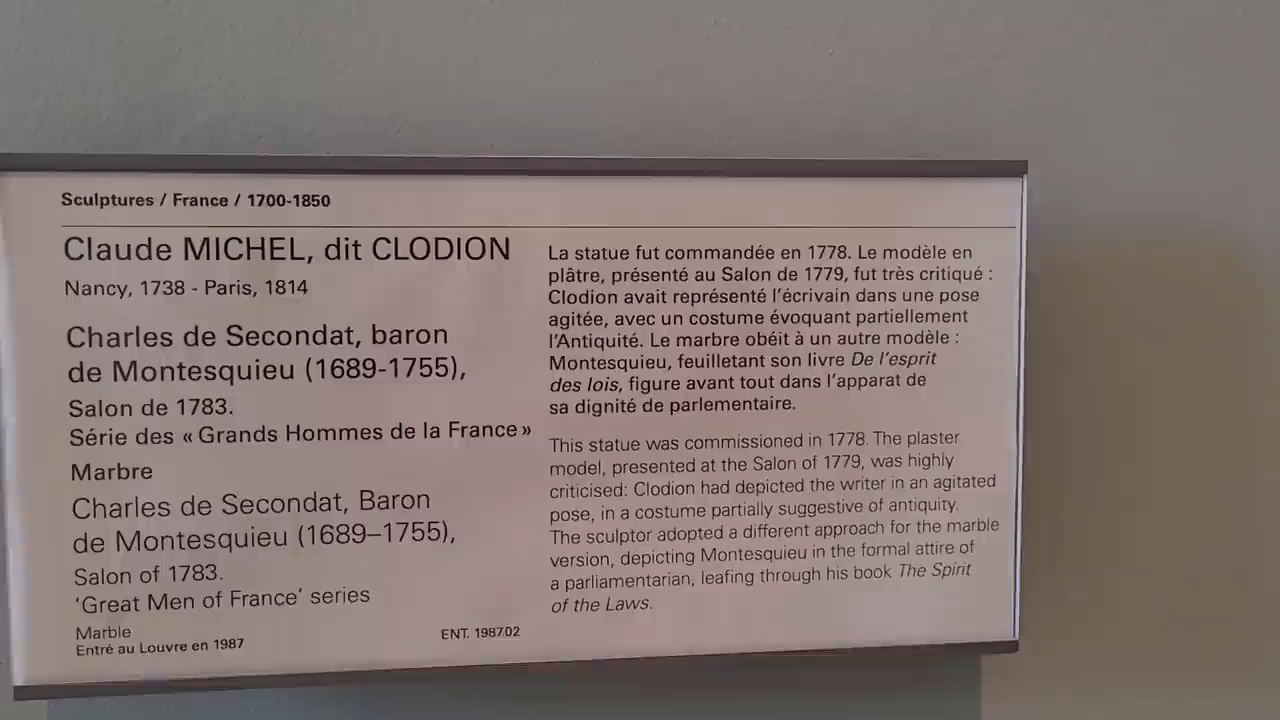 Sculptures / France / 1700-1850
Claude MICHEL, dit CLODION
Nancy, 1738 - Paris, 1814
Charles de Secondat, baron
de Montesquieu (1689-1755),
Salon de 1783.
Série des « Grands Hommes de la France »
Marbre
Charles de Secondat, Baron
de Montesquieu (1689–1755),
Salon of 1783.
‘Great Men of France’ series
Marble
Entré au Louvre en 1987
ENT. 1987.02
La statue fut commandée en 1778. Le modèle en
plâtre, présenté au Salon de 1779, fut très critiqué :
Clodion avait représenté l’écrivain dans une pose
agitée, avec un costume évoquant partiellement
l’Antiquité. Le marbre obéit à un autre modèle :
Montesquieu, feuilletant son livre De l’esprit
des lois, figure avant tout dans l’apparat de
sa dignité de parlementaire.
This statue was commissioned in 1778. The plaster
model, presented at the Salon of 1779, was highly
criticised: Clodion had depicted the writer in an agitated
pose, in a costume partially suggestive of antiquity.
The sculptor adopted a different approach for the marble
version, depicting Montesquieu in the formal attire of
a parliamentarian, leafing through his book The Spirit
of the Laws.